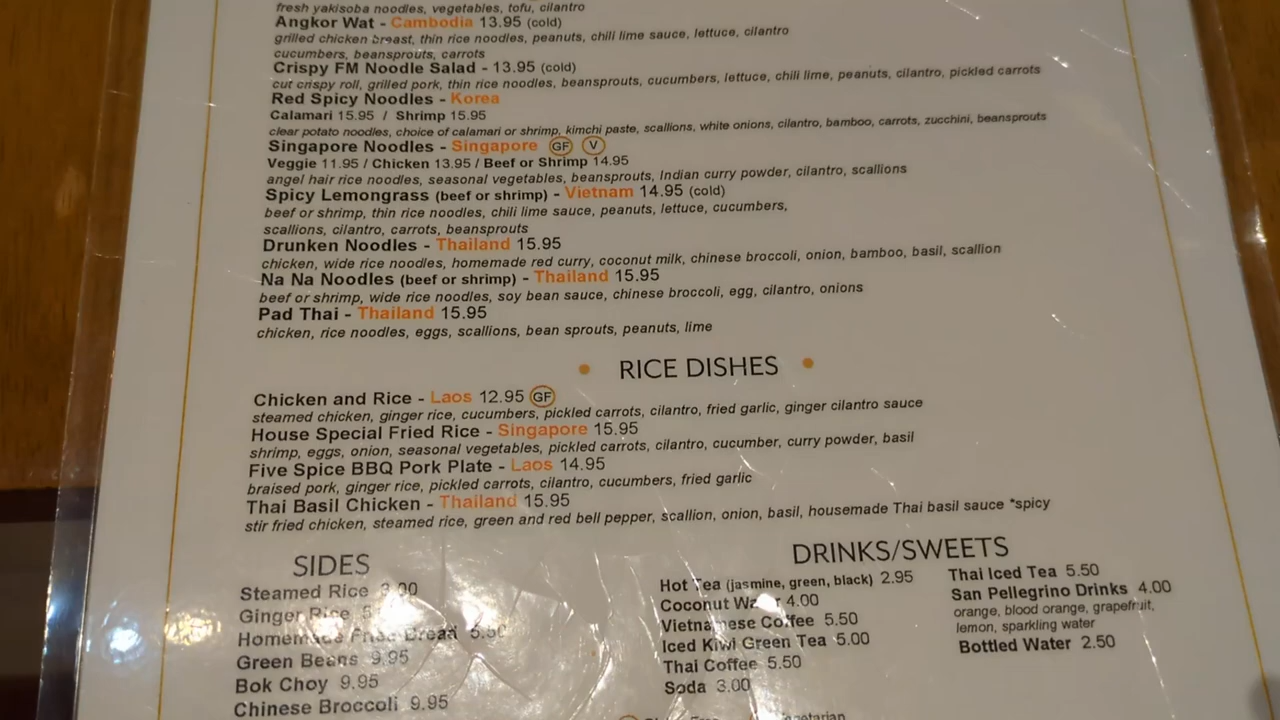 fresh yakisoba noodles, vegetables, tofu, cilantro
Angkor Wat - Cambodia 13.95 (cold)
grilled chicken breast, thin rice noodles, peanuts, chili lime sauce, lettuce, cilantro
cucumbers, beansprouts, carrots
Crispy FM Noodle Salad - 13.95 (cold)
cut crispy roll, grilled pork, thin rice noodles, beansprouts, cucumbers, lettuce, chili lime, peanuts, cilantro, pickled carrots
Red Spicy Noodles - Korea
Calamari 15.95 / Shrimp 15.95
clear potato noodles, choice of calamari or shrimp, kimchi paste, scallions, white onions, cilantro, bamboo, carrots, zucchini, beansprouts
Singapore Noodles - Singapore GF V
Veggie 11.95 / Chicken 13.95 / Beef or Shrimp 14.95
angel hair rice noodles, seasonal vegetables, beansprouts, Indian curry powder, cilantro, scallions
Spicy Lemongrass (beef or shrimp) - Vietnam 14.95 (cold)
beef or shrimp, thin rice noodles, chili lime sauce, peanuts, lettuce, cucumbers,
scallions, cilantro, carrots, beansprouts
Drunken Noodles - Thailand 15.95
chicken, wide rice noodles, homemade red curry, coconut milk, chinese broccoli, onion, bamboo, basil, scallion
Na Na Noodles (beef or shrimp) - Thailand 15.95
beef or shrimp, wide rice noodles, soy bean sauce, chinese broccoli, egg, cilantro, onions
Pad Thai - Thailand 15.95
chicken, rice noodles, eggs, scallions, bean sprouts, peanuts, lime
• RICE DISHES •
Chicken and Rice - Laos 12.95 GF
steamed chicken, ginger rice, cucumbers, pickled carrots, cilantro, fried garlic, ginger cilantro sauce
House Special Fried Rice - Singapore 15.95
shrimp, eggs, onion, seasonal vegetables, pickled carrots, cilantro, cucumber, curry powder, basil
Five Spice BBQ Pork Plate - Laos 14.95
braised pork, ginger rice, pickled carrots, cilantro, cucumbers, fried garlic
Thai Basil Chicken - Thailand 15.95
stir fried chicken, steamed rice, green and red bell pepper, scallion, onion, basil, housemade Thai basil sauce *spicy
SIDES
Steamed Rice 3.00
Ginger Rice
Homemade Fried Bread 5.50
Green Beans 9.95
Bok Choy 9.95
Chinese Broccoli 9.95
DRINKS/SWEETS
Hot Tea (jasmine, green, black) 2.95
Coconut Water 4.00
Vietnamese Coffee 5.50
Iced Kiwi Green Tea 5.00
Thai Coffee 5.50
Soda 3.00
Thai Iced Tea 5.50
San Pellegrino Drinks 4.00
orange, blood orange, grapefruit,
lemon, sparkling water
Bottled Water 2.50